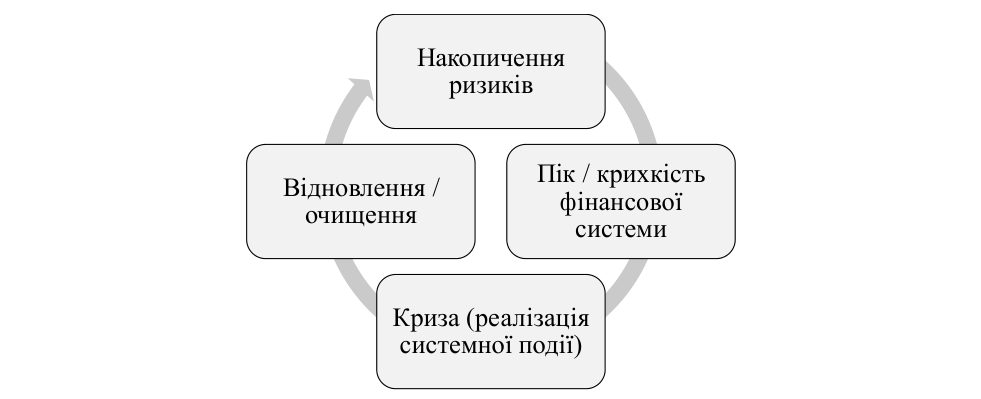 Накопичення
ризиків
Пік / крихкість
фінансової
системи
Криза (реалізація
системної події)
Відновлення /
очищення